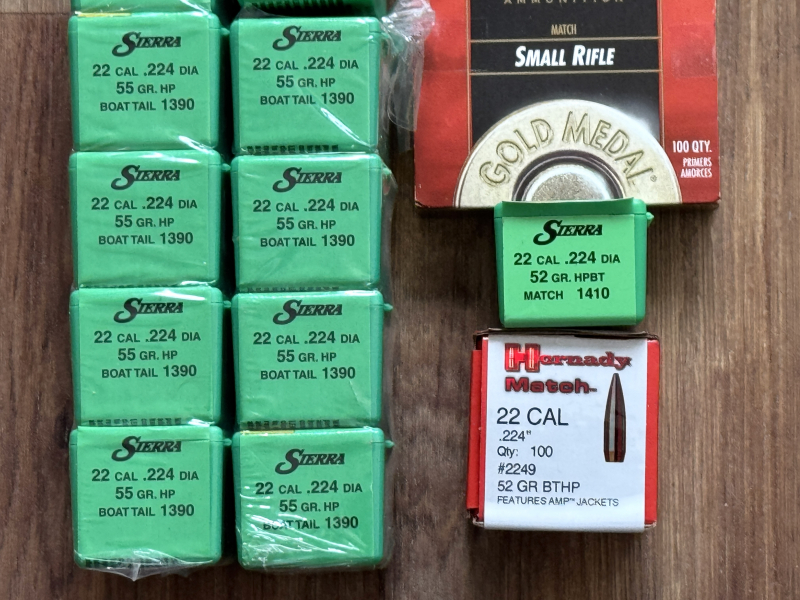 SIERRA
22 CAL .224 DIA
55 GR. HP
BOAT TAIL 1390
SIERRA
22 CAL .224 DIA
55 GR. HP
BOAT TAIL 1390
SIERRA
22 CAL .224 DIA
55 GR. HP
BOAT TAIL 1390
SIERRA
22 CAL .224 DIA
55 GR. HP
BOAT TAIL 1390
SIERRA
22 CAL .224 DIA
55 GR. HP
BOAT TAIL 1390
SIERRA
22 CAL .224 DIA
55 GR. HP
BOAT TAIL 1390
SIERRA
22 CAL .224 DIA
55 GR. HP
BOAT TAIL 1390
SIERRA
22 CAL .224 DIA
55 GR. HP
BOAT TAIL 1390
AMMUNITION
MATCH
SMALL RIFLE
GOLD MEDAL®
100 QTY.
PRIMERS
AMORCES
SIERRA
22 CAL .224 DIA
52 GR. HPBT
MATCH 1410
Hornady
Match™
22 CAL
.224"
Qty: 100
#2249
52 GR BTHP
FEATURES AMP™ JACKETS